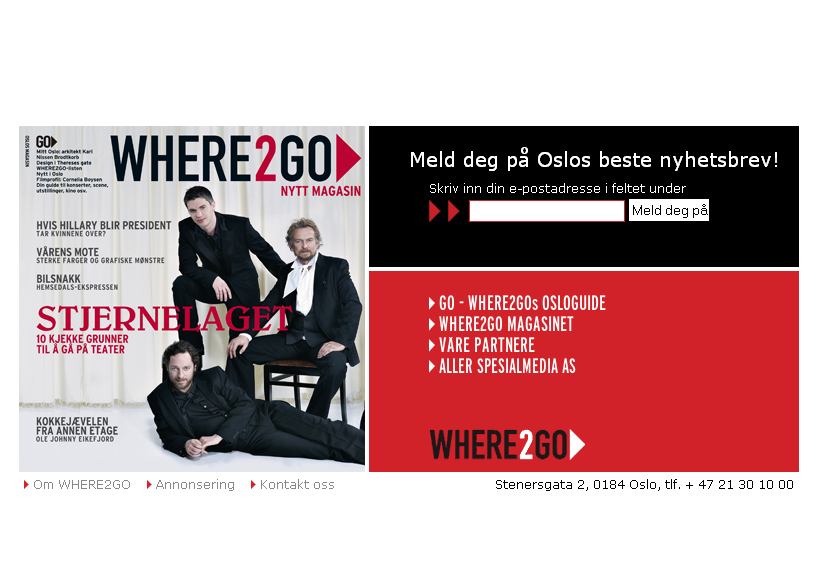 OSLOS MAGASIN
GO
Mitt Oslo: arkitekt Kari
Nissen Brodtkorb
Design i Thereses gate
WHERE2GO-listen
Nytt i Oslo
Filmprofil Cornelia Boysen
Din guide til konserter, scene,
utstillinger, kino osv.
WHERE2GO
NYTT MAGASIN
HVIS HILLARY BLIR PRESIDENT
TAR KVINNENE OVER?
VÅRENS MOTE
STERKE FARGER OG GRAFISKE MØNSTRE
BILSNAKK
HEMSEDALS-EKSPRESSEN
STJERNELAGET
10 KJEKKE GRUNNER
TIL Å GÅ PÅ TEATER
KOKKEJÆVELEN
FRA ANNEN ETAGE
OLE JOHNNY EIKEFJORD
Meld deg på Oslos beste nyhetsbrev!
Skriv inn din e-postadresse i feltet under
Meld deg på
GO - WHERE2GOs OSLOGUIDE
WHERE2GO MAGASINET
VÅRE PARTNERE
ALLER SPESIALMEDIA AS
WHERE2GO
Om WHERE2GO Annonsering Kontakt oss
Stenersgata 2, 0184 Oslo, tlf. + 47 21 30 10 00